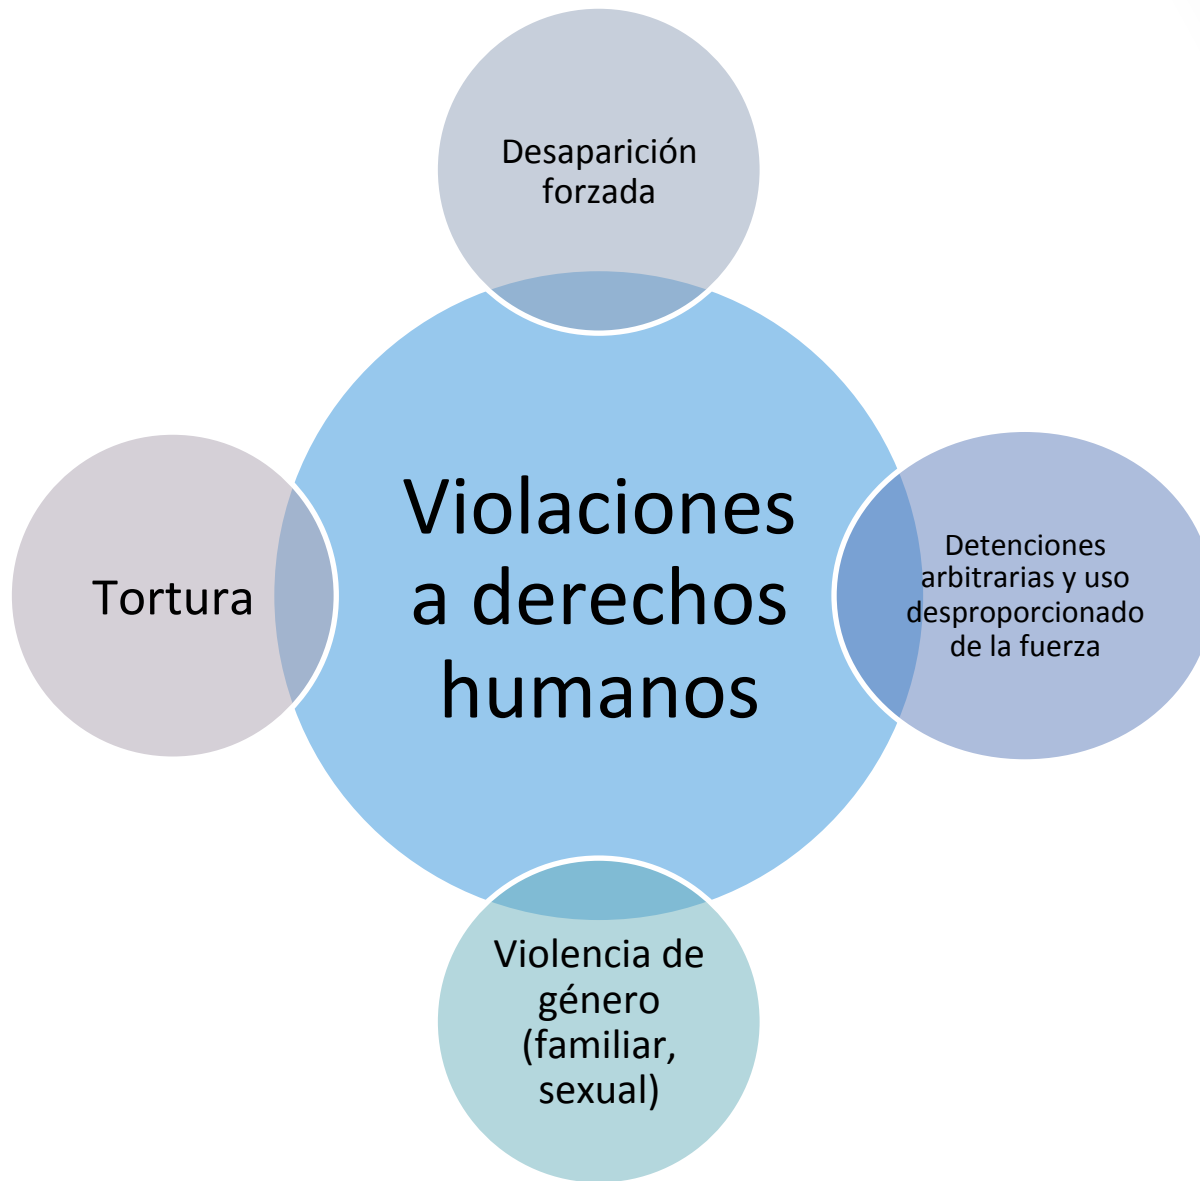 Desaparición
forzada
Violaciones
a derechos
humanos
Tortura
Detenciones
arbitrarias y uso
desproporcionado
de la fuerza
Violencia de
género
(familiar,
sexual)